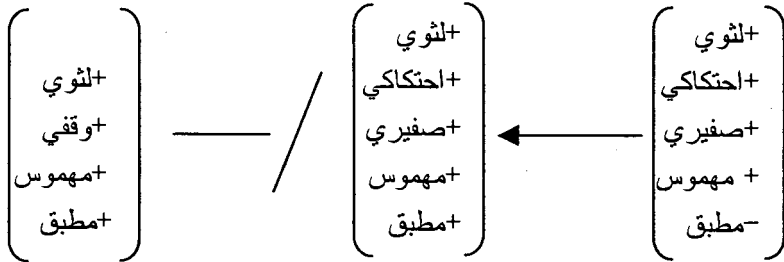 +لثوي
+احتكاكي
+صفيري
+ مهموس
−مطبق
+لثوي
+احتكاكي
+صفيري
+مهموس
+مطبق
+لثوي
+وقفي
+مهموس
+مطبق